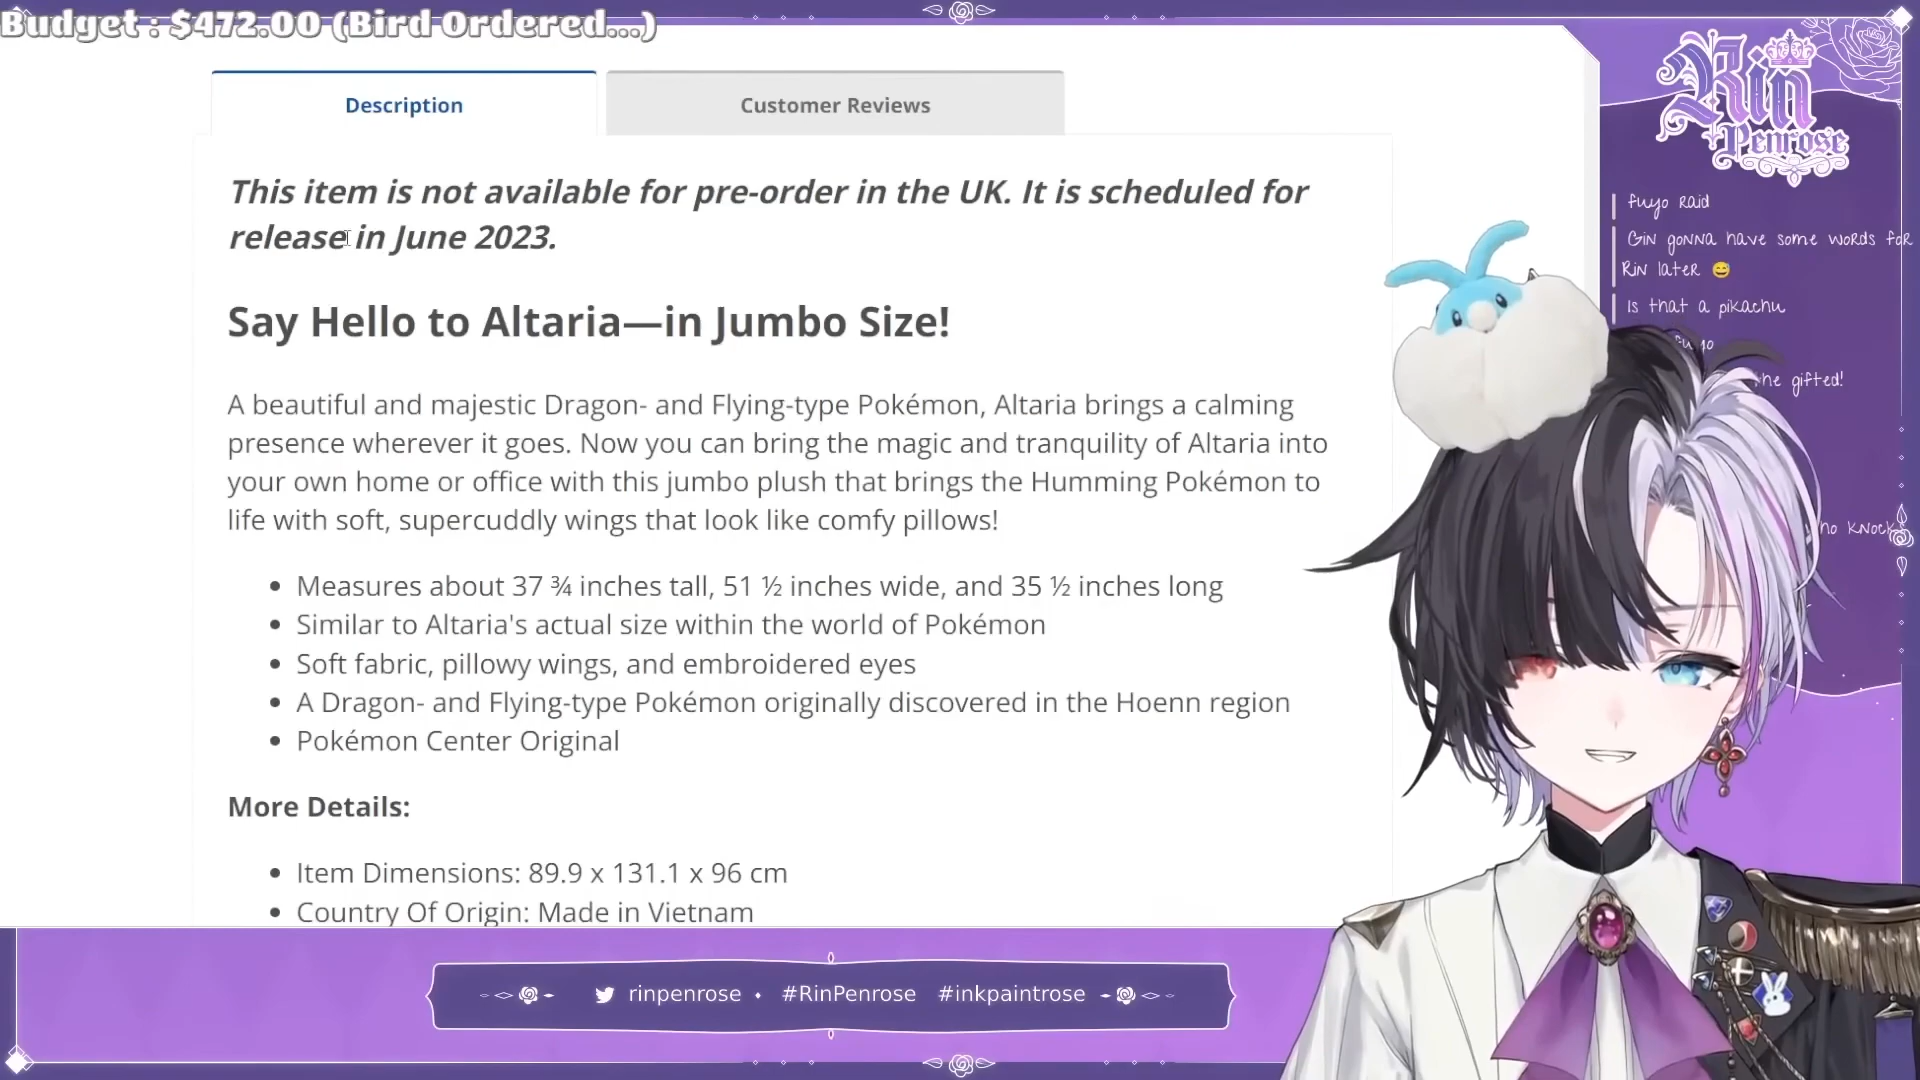 Budget : $472.00 (Bird Ordered...)
Description
Customer Reviews
This item is not available for pre-order in the UK. It is scheduled for
release in June 2023.
Say Hello to Altaria—in Jumbo Size!
A beautiful and majestic Dragon- and Flying-type Pokémon, Altaria brings a calming
presence wherever it goes. Now you can bring the magic and tranquility of Altaria into
your own home or office with this jumbo plush that brings the Humming Pokémon to
life with soft, supercuddly wings that look like comfy pillows!
• Measures about 37 ¾ inches tall, 51 ½ inches wide, and 35 ½ inches long
• Similar to Altaria's actual size within the world of Pokémon
• Soft fabric, pillowy wings, and embroidered eyes
• A Dragon- and Flying-type Pokémon originally discovered in the Hoenn region
• Pokémon Center Original
More Details:
• Item Dimensions: 89.9 x 131.1 x 96 cm
• Country Of Origin: Made in Vietnam
Rin
Penrose
fuyo raid
Gin gonna have some words for
Rin later 😅
Is that a pikachu
gifted!
rinpenrose • #RinPenrose #inkpaintrose